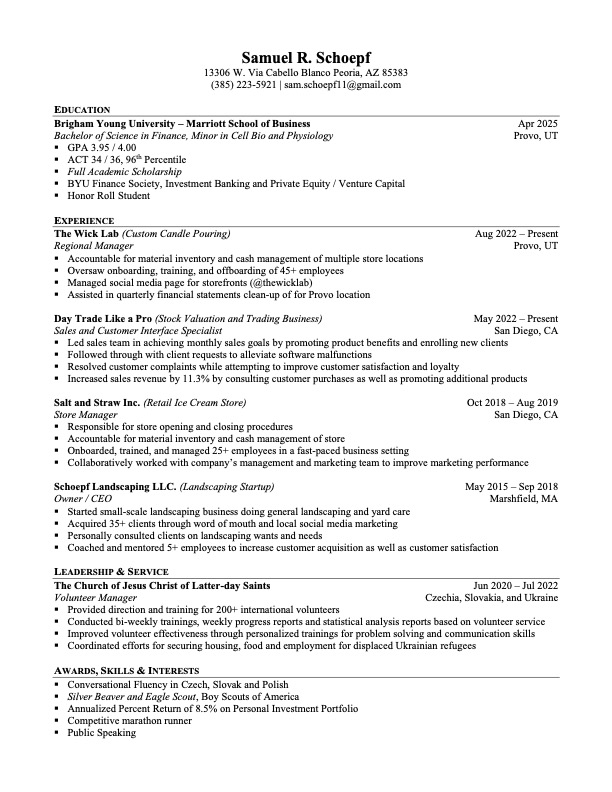 Samuel R. Schoepf
13306 W. Via Cabello Blanco Peoria, AZ 85383
(385) 223-5921 | sam.schoepf11@gmail.com
EDUCATION
Brigham Young University – Marriott School of Business Apr 2025
Bachelor of Science in Finance, Minor in Cell Bio and Physiology Provo, UT
▪ GPA 3.95 / 4.00
▪ ACT 34 / 36, 96th Percentile
▪ Full Academic Scholarship
▪ BYU Finance Society, Investment Banking and Private Equity / Venture Capital
▪ Honor Roll Student
EXPERIENCE
The Wick Lab (Custom Candle Pouring) Aug 2022 – Present
Regional Manager Provo, UT
▪ Accountable for material inventory and cash management of multiple store locations
▪ Oversaw onboarding, training, and offboarding of 45+ employees
▪ Managed social media page for storefronts (@thewicklab)
▪ Assisted in quarterly financial statements clean-up of for Provo location
Day Trade Like a Pro (Stock Valuation and Trading Business) May 2022 – Present
Sales and Customer Interface Specialist San Diego, CA
▪ Led sales team in achieving monthly sales goals by promoting product benefits and enrolling new clients
▪ Followed through with client requests to alleviate software malfunctions
▪ Resolved customer complaints while attempting to improve customer satisfaction and loyalty
▪ Increased sales revenue by 11.3% by consulting customer purchases as well as promoting additional products
Salt and Straw Inc. (Retail Ice Cream Store) Oct 2018 – Aug 2019
Store Manager San Diego, CA
▪ Responsible for store opening and closing procedures
▪ Accountable for material inventory and cash management of store
▪ Onboarded, trained, and managed 25+ employees in a fast-paced business setting
▪ Collaboratively worked with company's management and marketing team to improve marketing performance
Schoepf Landscaping LLC. (Landscaping Startup) May 2015 – Sep 2018
Owner / CEO Marshfield, MA
▪ Started small-scale landscaping business doing general landscaping and yard care
▪ Acquired 35+ clients through word of mouth and local social media marketing
▪ Personally consulted clients on landscaping wants and needs
▪ Coached and mentored 5+ employees to increase customer acquisition as well as customer satisfaction
LEADERSHIP & SERVICE
The Church of Jesus Christ of Latter-day Saints Jun 2020 – Jul 2022
Volunteer Manager Czechia, Slovakia, and Ukraine
▪ Provided direction and training for 200+ international volunteers
▪ Conducted bi-weekly trainings, weekly progress reports and statistical analysis reports based on volunteer service
▪ Improved volunteer effectiveness through personalized trainings for problem solving and communication skills
▪ Coordinated efforts for securing housing, food and employment for displaced Ukrainian refugees
AWARDS, SKILLS & INTERESTS
▪ Conversational Fluency in Czech, Slovak and Polish
▪ Silver Beaver and Eagle Scout, Boy Scouts of America
▪ Annualized Percent Return of 8.5% on Personal Investment Portfolio
▪ Competitive marathon runner
▪ Public Speaking